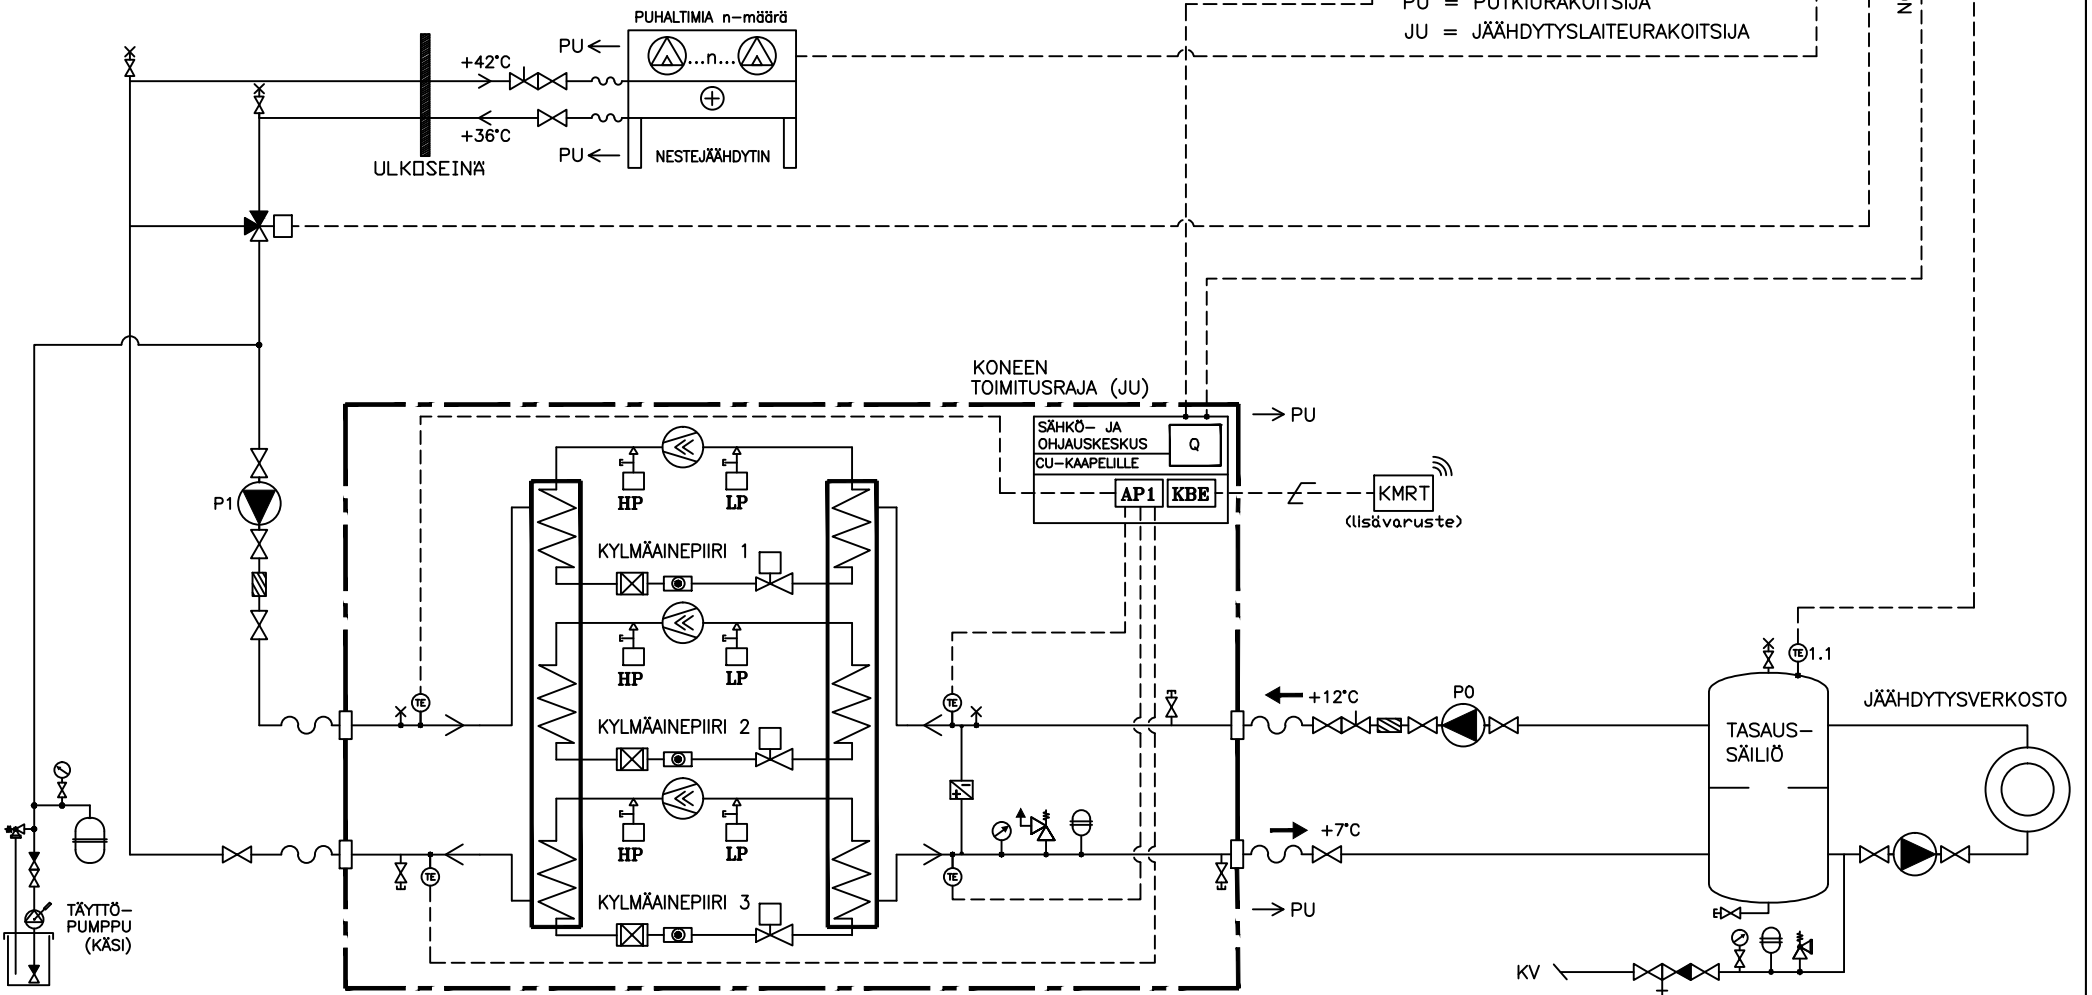 PUHALTIMIA n-määrä
PU = PUTKIURAKOITSIJA
JU = JÄÄHDYTYSLAITEURAKOITSIJA
PU
...n...
+42°C
+36°C
PU
NESTEJÄÄHDYTIN
ULKOSEINÄ
KONEEN
TOIMITUSRAJA (JU)
PU
SÄHKÖ- JA
OHJAUSKESKUS
Q
CU-KAAPELILLE
AP1
KBE
KMRT
(lisävaruste)
P1
HP
LP
KYLMÄAINEPIIRI 1
HP
LP
KYLMÄAINEPIIRI 2
HP
LP
KYLMÄAINEPIIRI 3
TE
TE
TE
TE
TE
1.1
+12°C
P0
JÄÄHDYTYSVERKOSTO
TASAUS-
SÄILIÖ
+7°C
PU
TÄYTTÖ-
PUMPPU
(KÄSI)
KV